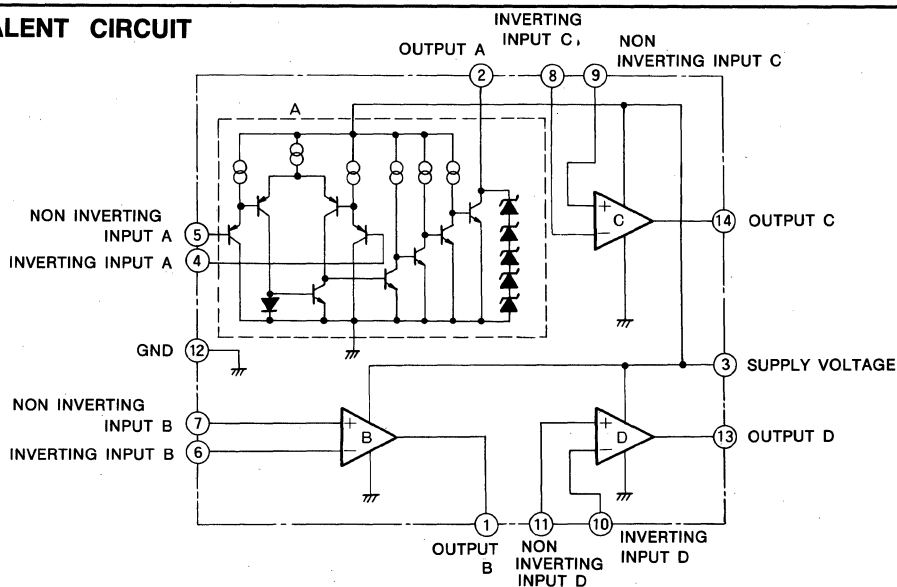 ALENT CIRCUIT
INVERTING
INPUT C
OUTPUT A
NON
INVERTING INPUT C
2
8
9
A
NON INVERTING
INPUT A
5
INVERTING INPUT A
4
+
C
−
14
OUTPUT C
GND
12
3
SUPPLY VOLTAGE
NON INVERTING
INPUT B
7
INVERTING INPUT B
6
+
B
−
+
D
−
13
OUTPUT D
1
11
10
OUTPUT
B
NON
INVERTING
INPUT D
INVERTING
INPUT D